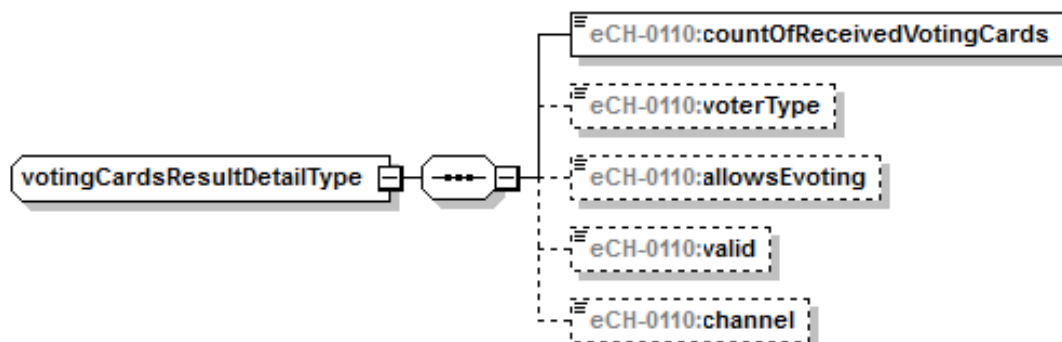 eCH-0110:countOfReceivedVotingCards
eCH-0110:voterType
votingCardsResultDetailType
eCH-0110:allowsEvoting
eCH-0110:valid
eCH-0110:channel